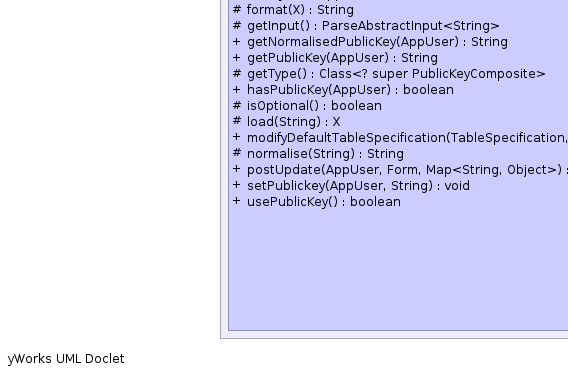 # format(X) : String
# getInput() : ParseAbstractInput<String>
+ getNormalisedPublicKey(AppUser) : String
+ getPublicKey(AppUser) : String
# getType() : Class<? super PublicKeyComposite>
+ hasPublicKey(AppUser) : boolean
# isOptional() : boolean
# load(String) : X
+ modifyDefaultTableSpecification(TableSpecification,
# normalise(String) : String
+ postUpdate(AppUser, Form, Map<String, Object>) :
+ setPublickey(AppUser, String) : void
+ usePublicKey() : boolean
yWorks UML Doclet